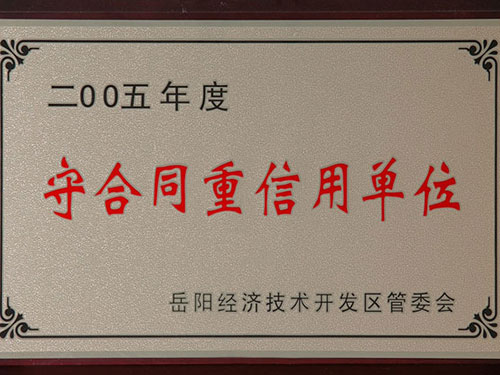 二00五年度
守合同重信用单位
岳阳经济技术开发区管委会